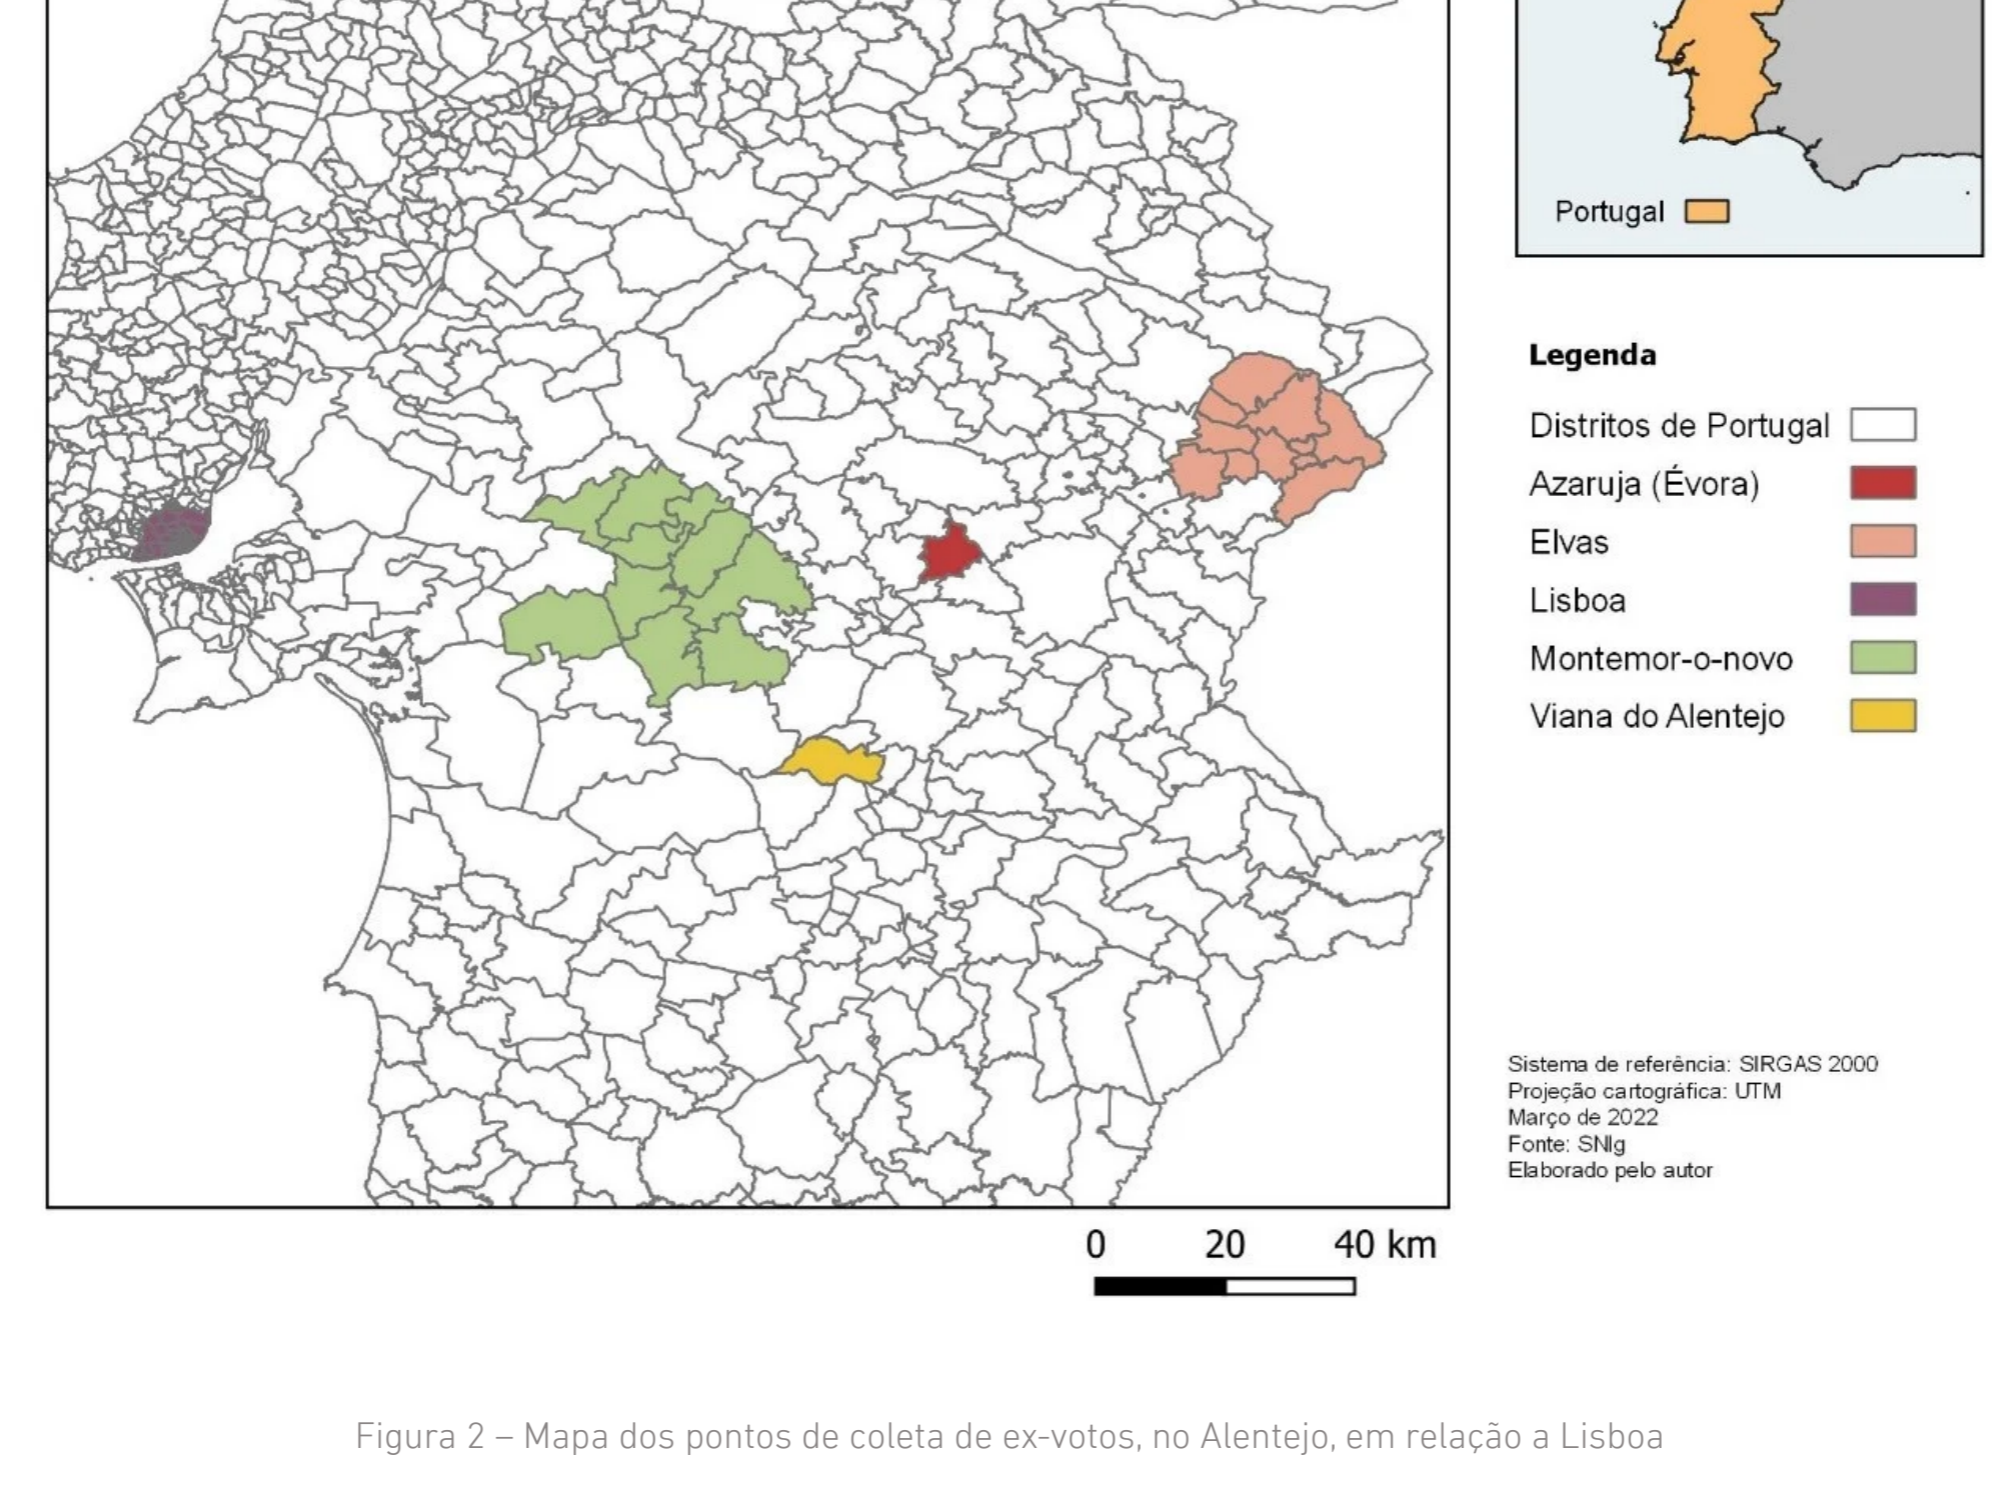 Portugal
Legenda
Distritos de Portugal
Azaruja (Évora)
Elvas
Lisboa
Montemor-o-novo
Viana do Alentejo
Sistema de referência: SIRGAS 2000
Projeção cartográfica: UTM
Março de 2022
Fonte: SNIg
Elaborado pelo autor
0 20 40 km
Figura 2 – Mapa dos pontos de coleta de ex-votos, no Alentejo, em relação a Lisboa